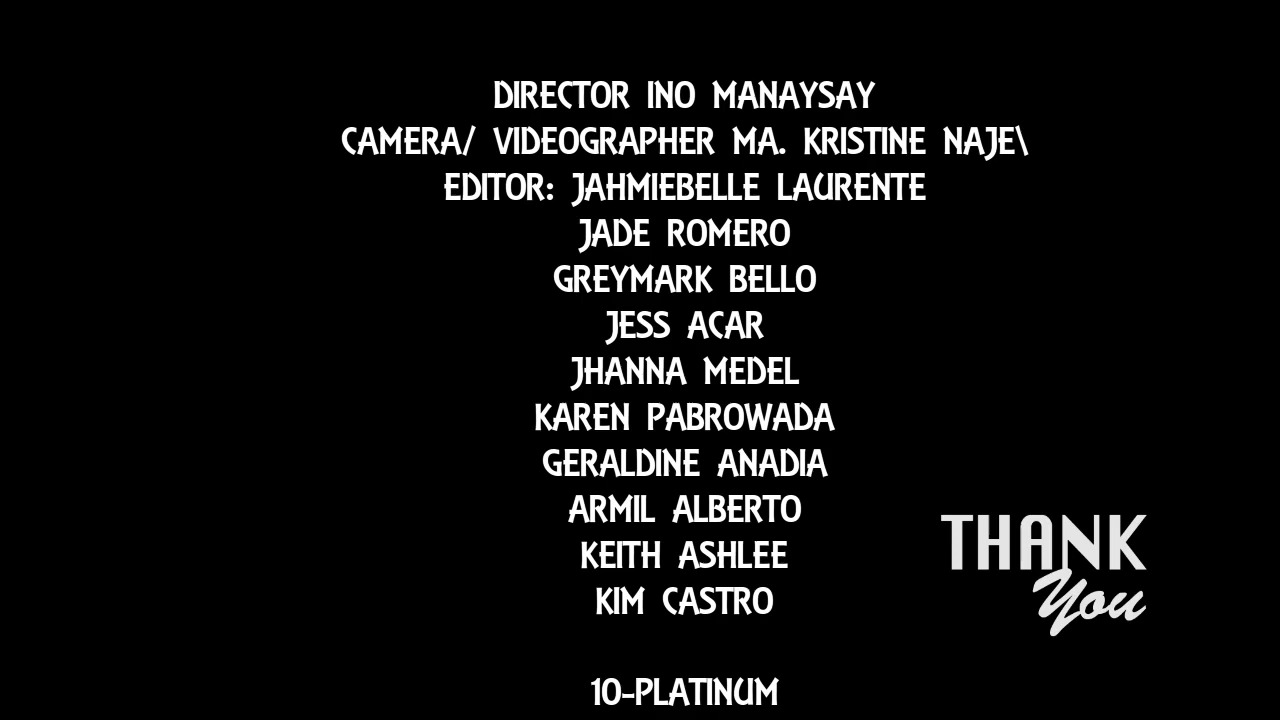 DIRECTOR INO MANAYSAY
CAMERA/ VIDEOGRAPHER MA. KRISTINE NAJE\
EDITOR: JAHMIEBELLE LAURENTE
JADE ROMERO
GREYMARK BELLO
JESS ACAR
JHANNA MEDEL
KAREN PABROWADA
GERALDINE ANADIA
ARMIL ALBERTO
KEITH ASHLEE
KIM CASTRO
THANK
You
10-PLATINUM